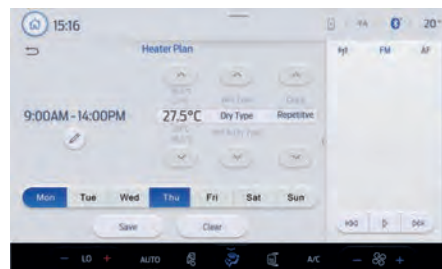 15:16
20°
Heater Plan
FM AF
9:00AM-14:00PM 27.5°C Dry Type Repetitve
Mon Tue Wed Thu Fri Sat Sun
Save Clear
LO AUTO A/C